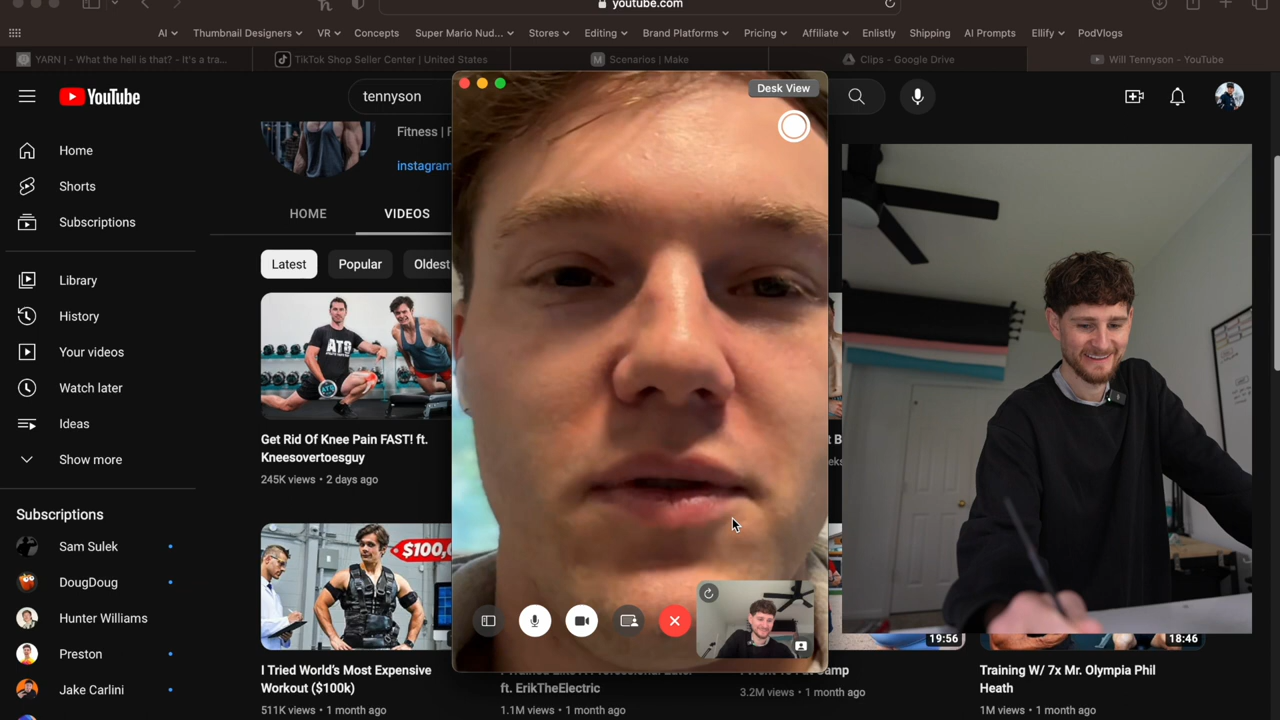 youtube.com
AI
Thumbnail Designers
VR
Concepts
Super Mario Nud...
Stores
Editing
Brand Platforms
Pricing
Affiliate
Enlistly
Shipping
AI Prompts
Ellify
PodVlogs
YARN | - What the hell is that? - It's a tra...
TikTok Shop Seller Center | United States
Scenarios | Make
Clips - Google Drive
Will Tennyson - YouTube
YouTube
tennyson
Desk View
Home
Shorts
Subscriptions
Fitness |
instagram
HOME
VIDEOS
Latest
Popular
Oldest
Library
History
Your videos
Watch later
Ideas
Show more
ATG
Get Rid Of Knee Pain FAST! ft.
Kneesovertoesguy
245K views • 2 days ago
Subscriptions
Sam Sulek
DougDoug
Hunter Williams
Preston
Jake Carlini
$100,
I Tried World's Most Expensive
Workout ($100k)
511K views • 1 month ago
ft. ErikTheElectric
1.1M views • 1 month ago
3.2M views • 1 month ago
19:56
18:46
Training W/ 7x Mr. Olympia Phil
Heath
1M views • 1 month ago